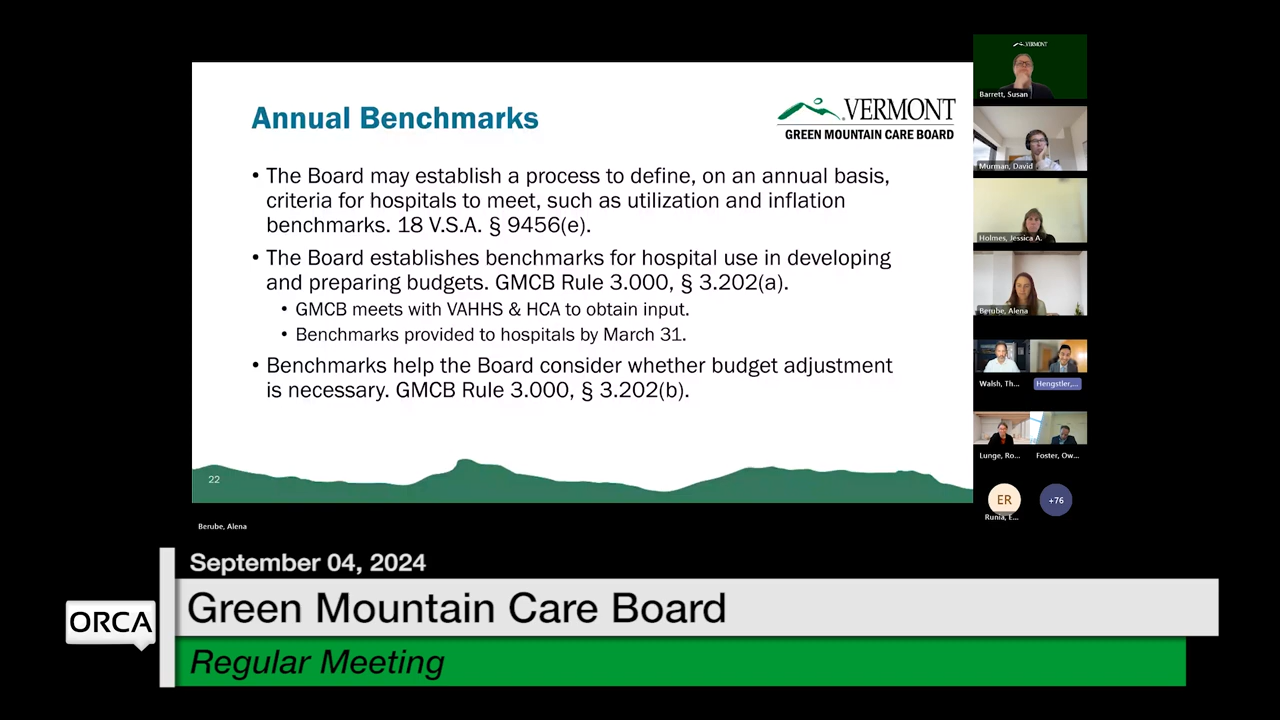 Annual Benchmarks
VERMONT
GREEN MOUNTAIN CARE BOARD
• The Board may establish a process to define, on an annual basis,
criteria for hospitals to meet, such as utilization and inflation
benchmarks. 18 V.S.A. § 9456(e).
• The Board establishes benchmarks for hospital use in developing
and preparing budgets. GMCB Rule 3.000, § 3.202(a).
• GMCB meets with VAHHS & HCA to obtain input.
• Benchmarks provided to hospitals by March 31.
• Benchmarks help the Board consider whether budget adjustment
is necessary. GMCB Rule 3.000, § 3.202(b).
22
Berube, Alena
VERMONT
Barrett, Susan
Murman, David
Holmes, Jessica A.
Berube, Alena
Walsh, Th...
Hengstler,...
Lunge, Ro...
Foster, Ow...
ER
+76
Runia, E...
September 04, 2024
ORCA
Green Mountain Care Board
Regular Meeting